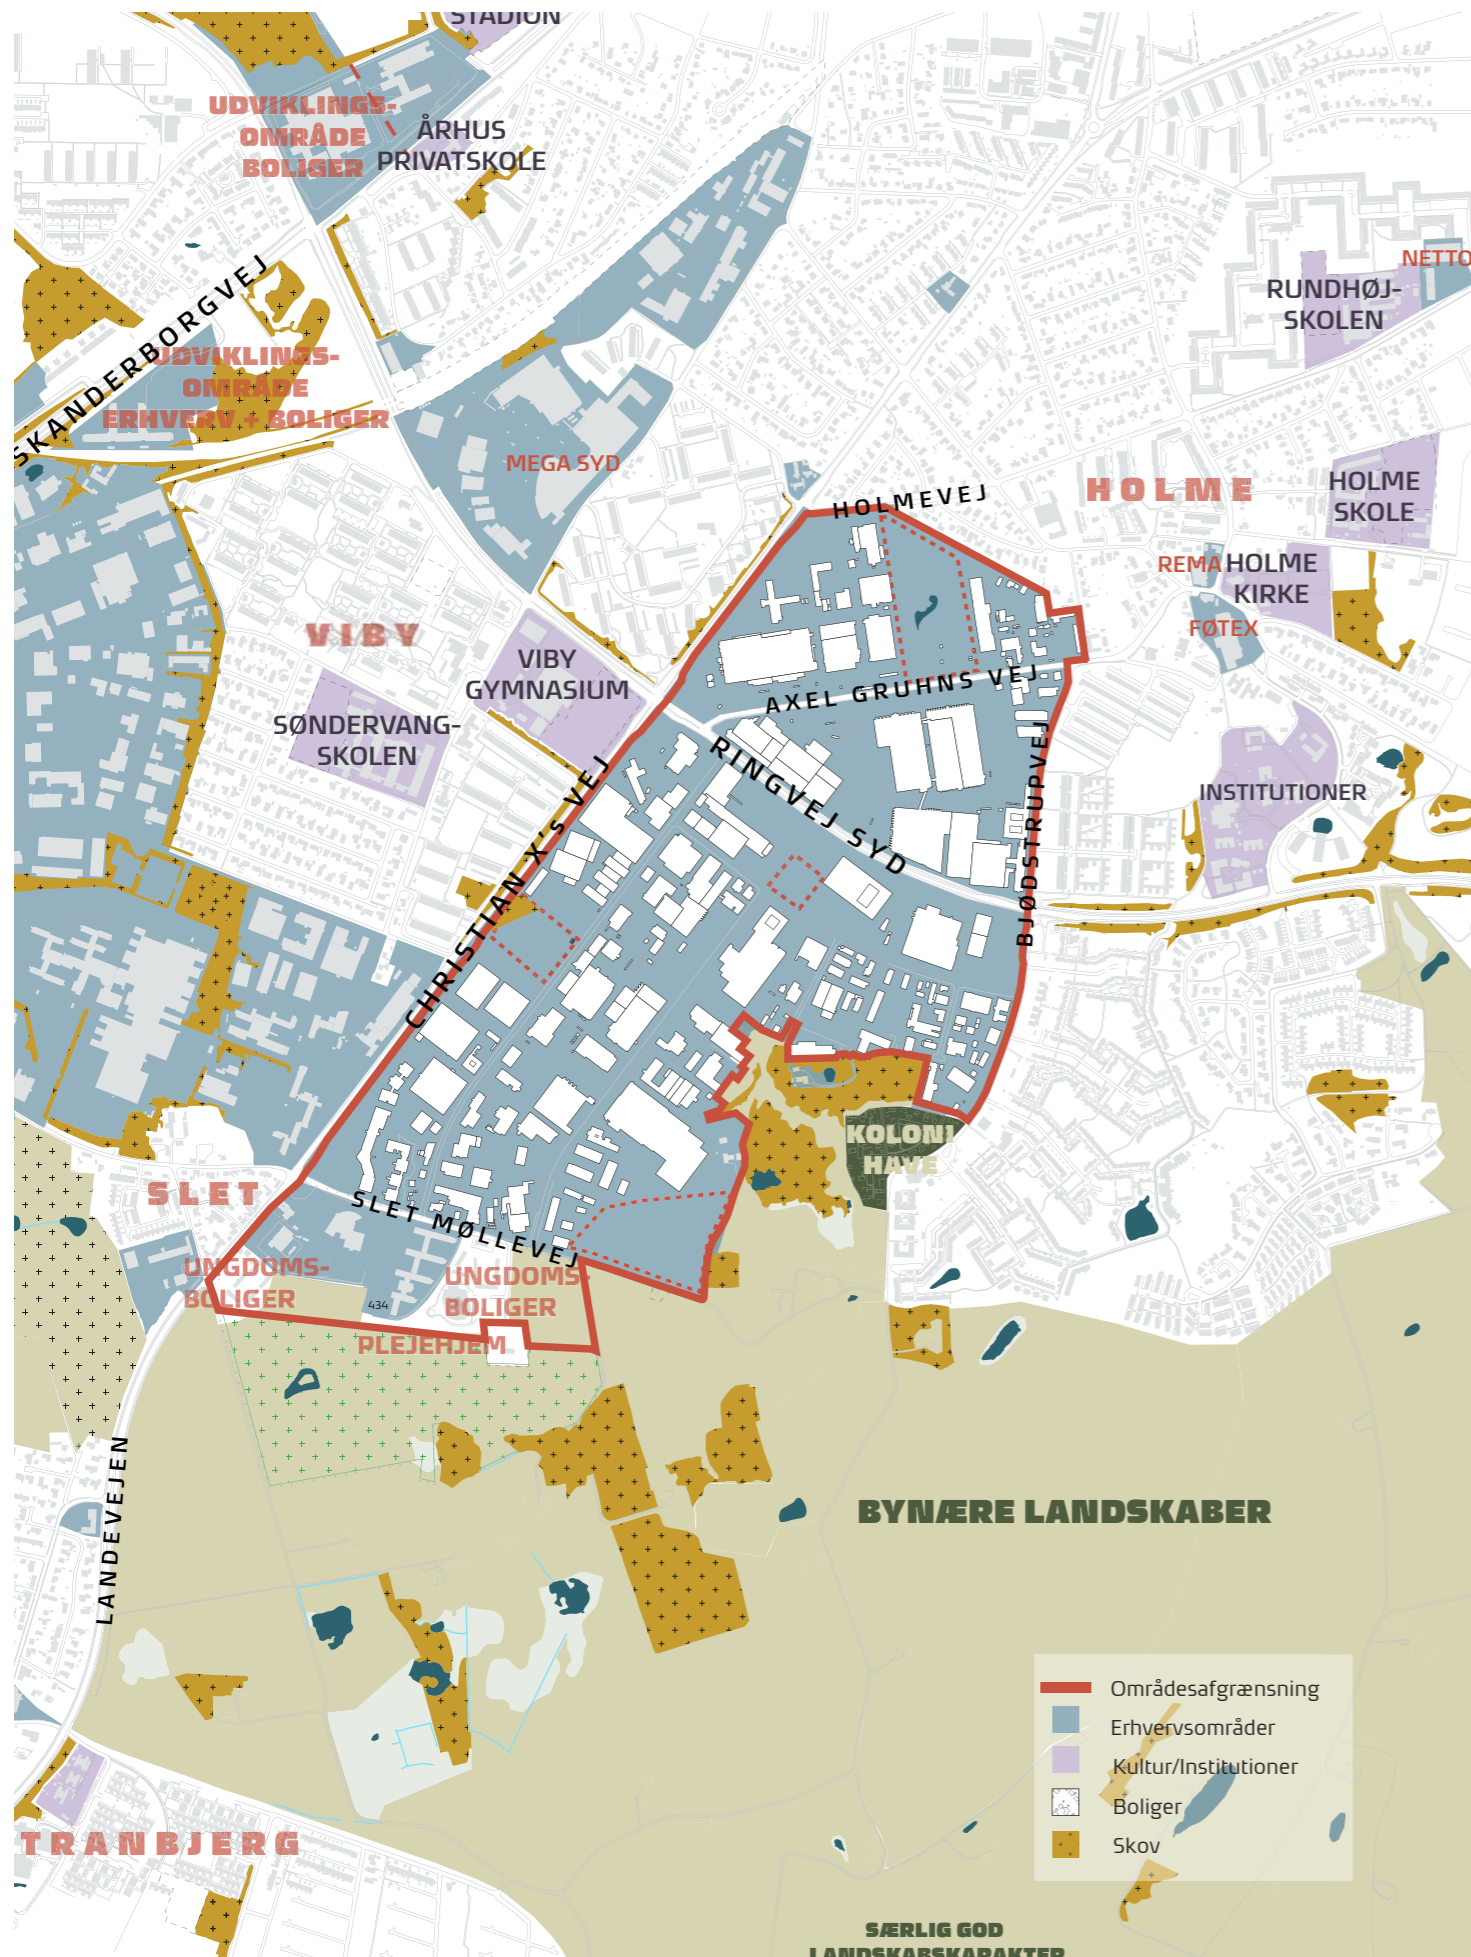 STADION
UDVIKLINGS-
OMRÅDE
BOLIGER
ÅRHUS
PRIVATSKOLE
NETTO
RUNDHØJ-
SKOLEN
SKANDERBORGVEJ
UDVIKLINGS-
OMRÅDE
ERHVERV + BOLIGER
MEGA SYD
HOLMEVEJ
HOLME
HOLME
SKOLE
REMA
HOLME
KIRKE
FØTEX
VIBY
VIBY
GYMNASIUM
SØNDERVANG-
SKOLEN
AXEL GRUHNS VEJ
RINGVEJ SYD
BJØDSTRUPVEJ
INSTITUTIONER
CHRISTIAN X's VEJ
KOLONI
HAVE
SLET
SLET MØLLEVEJ
UNGDOMS-
BOLIGER
UNGDOMS-
BOLIGER
434
PLEJEHJEM
LANDEVEJEN
BYNÆRE LANDSKABER
Områdesafgrænsning
Erhvervsområder
Kultur/Institutioner
Boliger
Skov
TRANBJERG
SÆRLIG GOD
LANDSKABSKARAKTER